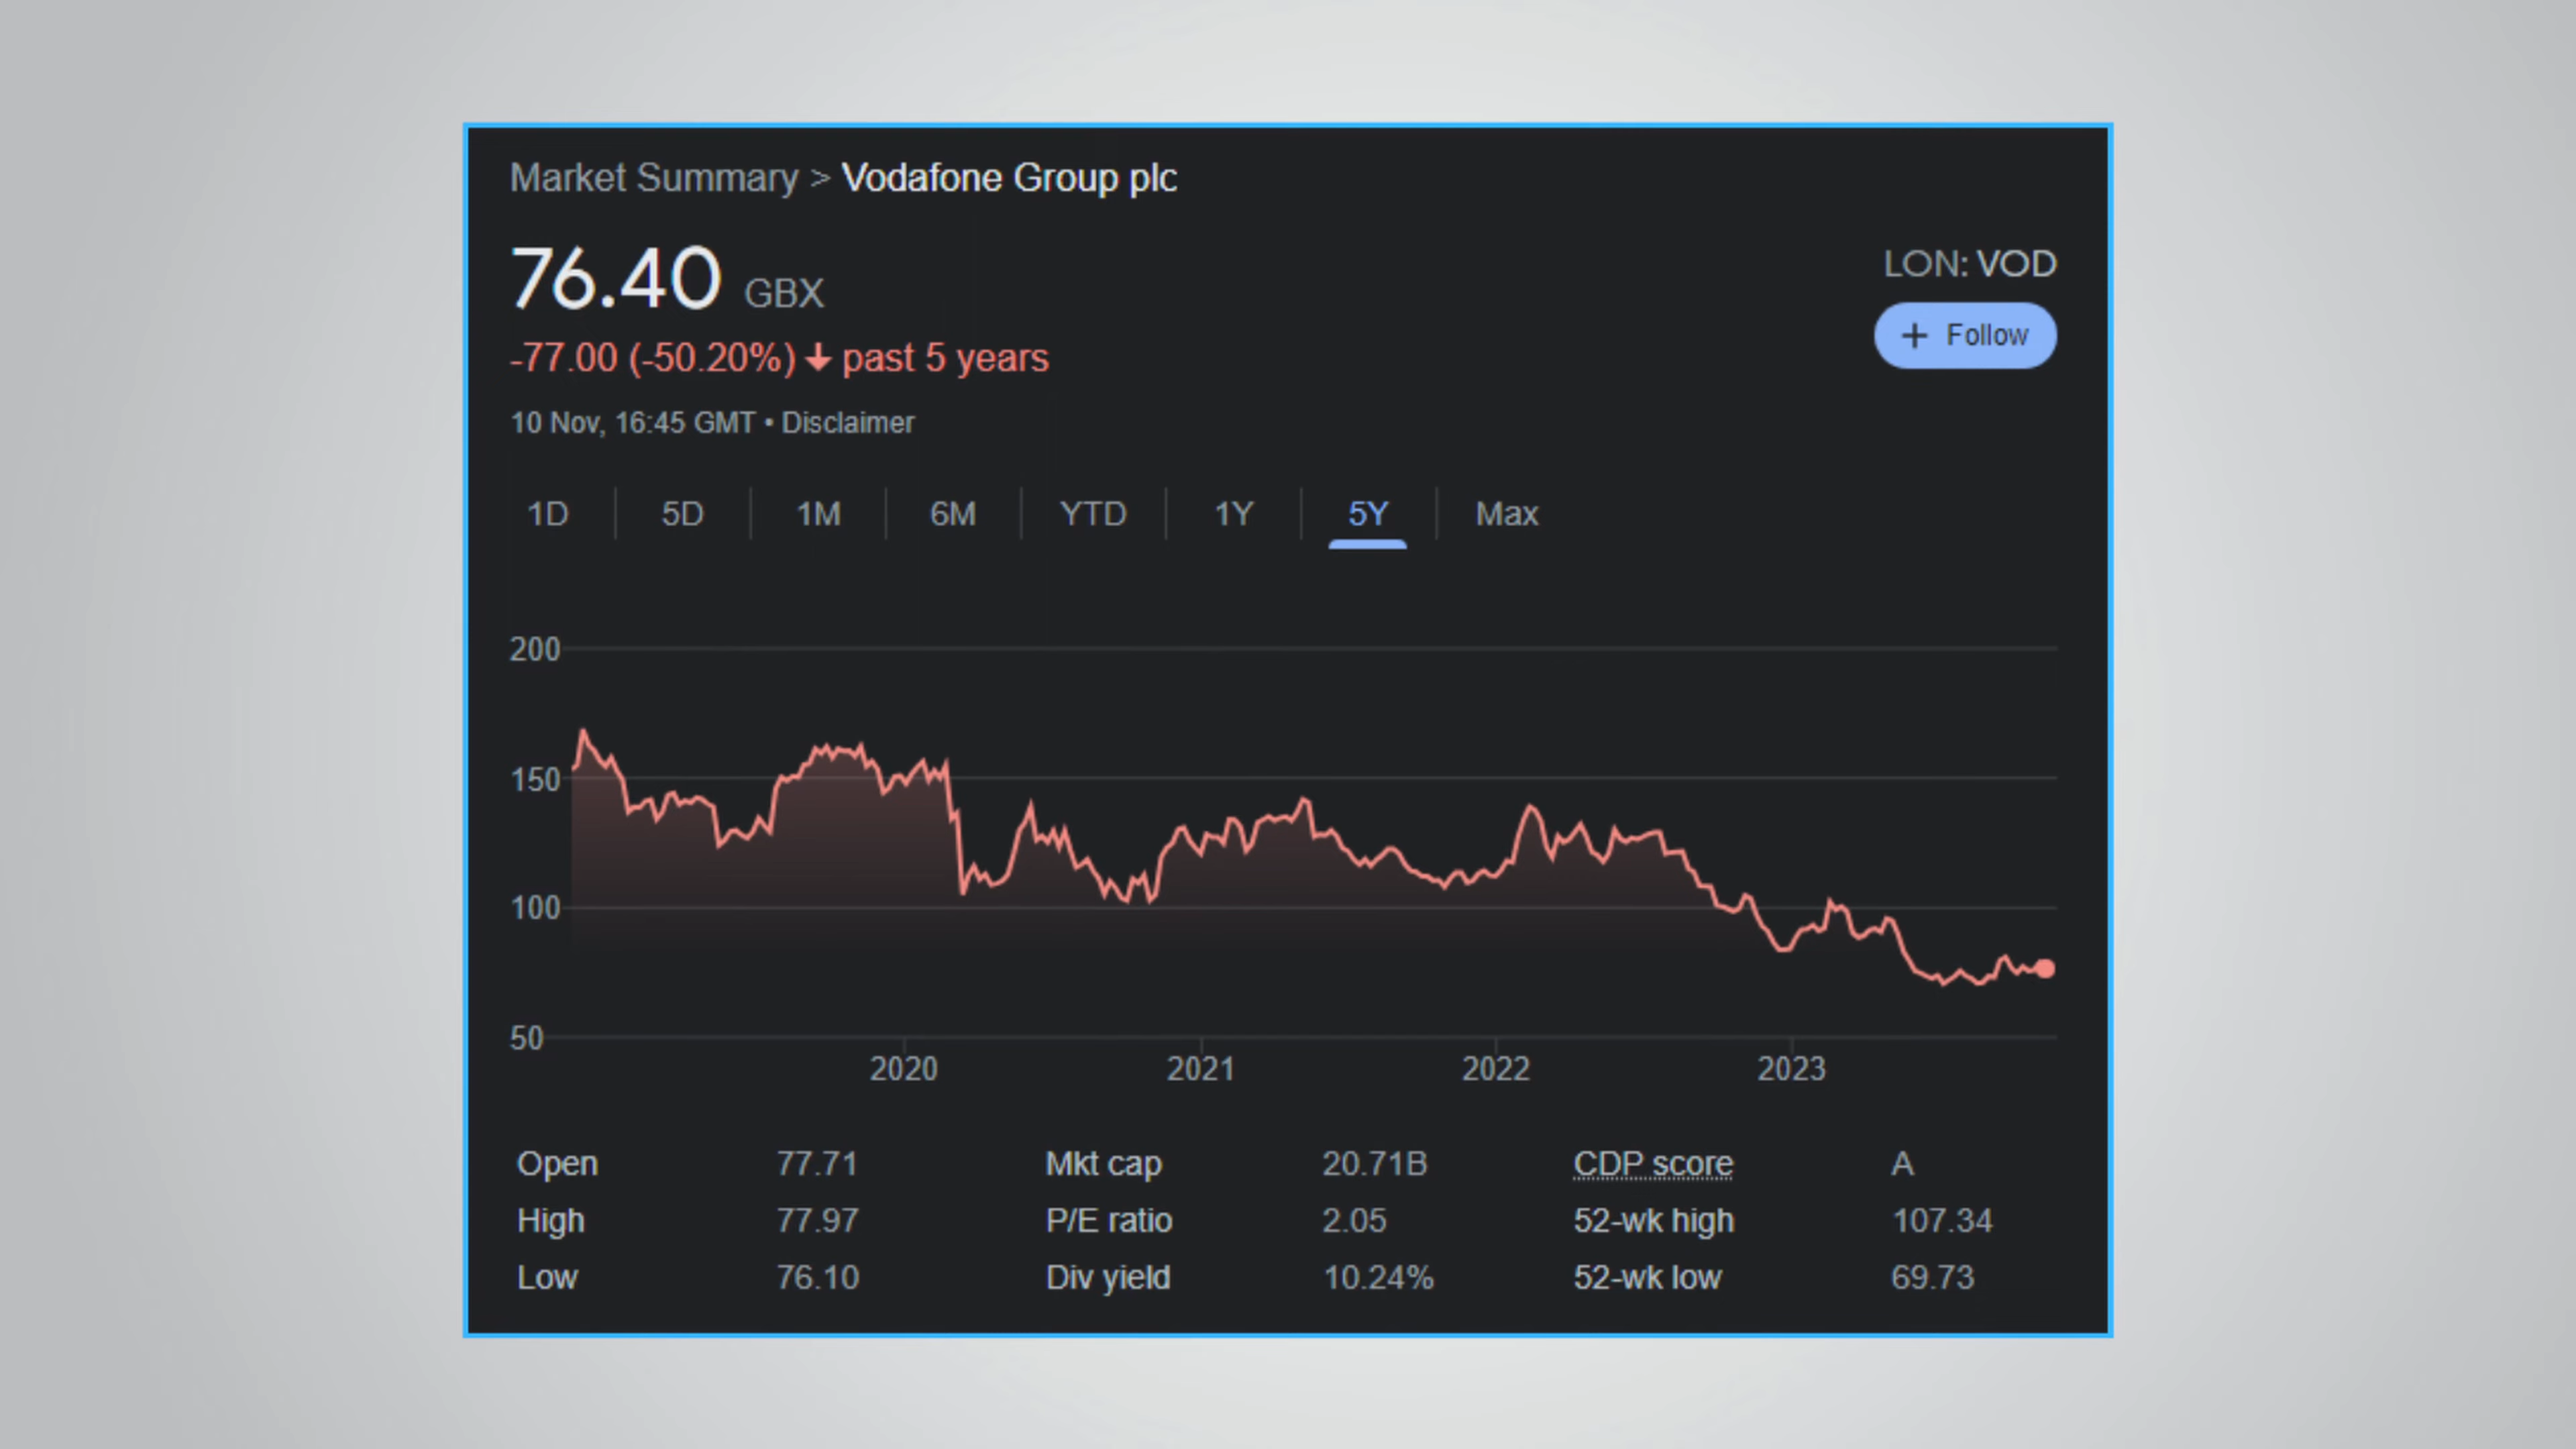 Market Summary > Vodafone Group plc
76.40 GBX
LON: VOD
+ Follow
-77.00 (-50.20%) ↓ past 5 years
10 Nov, 16:45 GMT • Disclaimer
1D 5D 1M 6M YTD 1Y 5Y Max
200
150
100
50
2020 2021 2022 2023
Open 77.71 Mkt cap 20.71B CDP score A
High 77.97 P/E ratio 2.05 52-wk high 107.34
Low 76.10 Div yield 10.24% 52-wk low 69.73